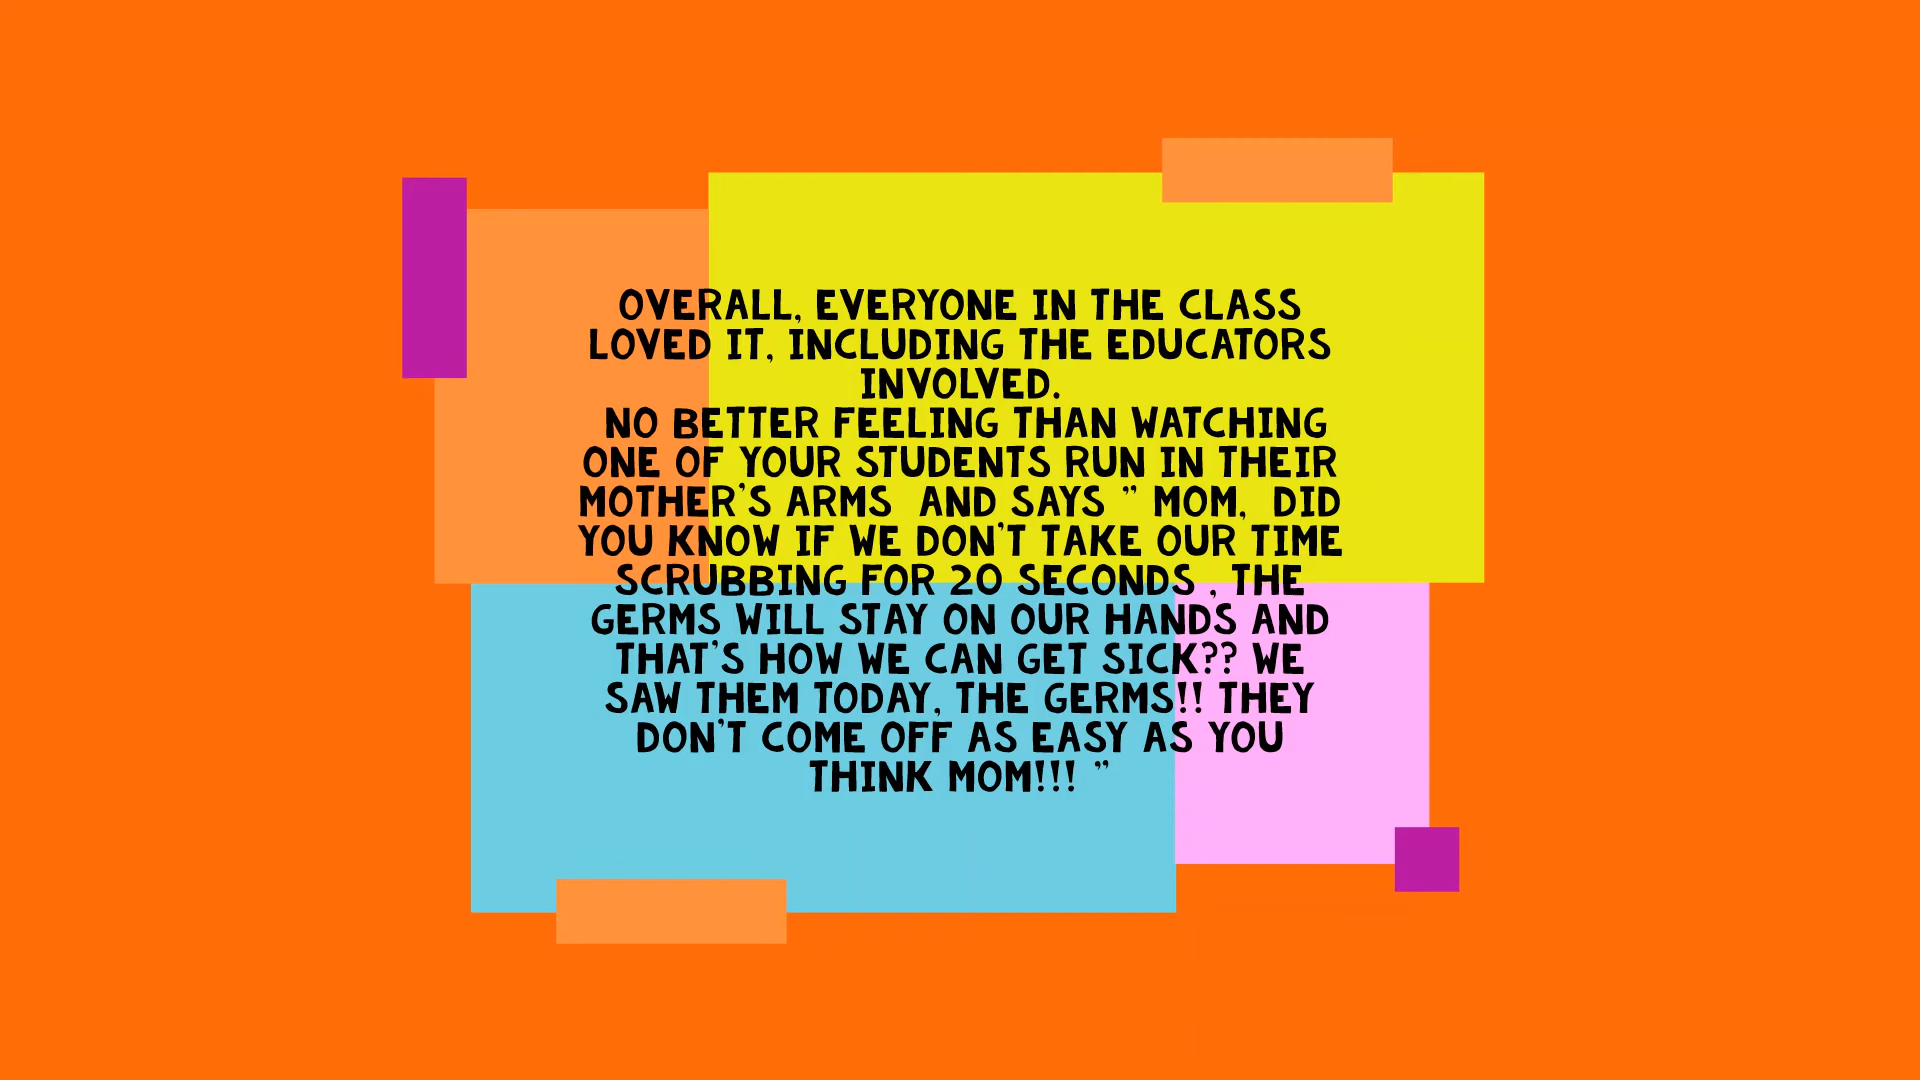 OVERALL, EVERYONE IN THE CLASS
LOVED IT, INCLUDING THE EDUCATORS
INVOLVED.
NO BETTER FEELING THAN WATCHING
ONE OF YOUR STUDENTS RUN IN THEIR
MOTHER'S ARMS AND SAYS " MOM, DID
YOU KNOW IF WE DON'T TAKE OUR TIME
SCRUBBING FOR 20 SECONDS , THE
GERMS WILL STAY ON OUR HANDS AND
THAT'S HOW WE CAN GET SICK?? WE
SAW THEM TODAY, THE GERMS!! THEY
DON'T COME OFF AS EASY AS YOU
THINK MOM!!! "